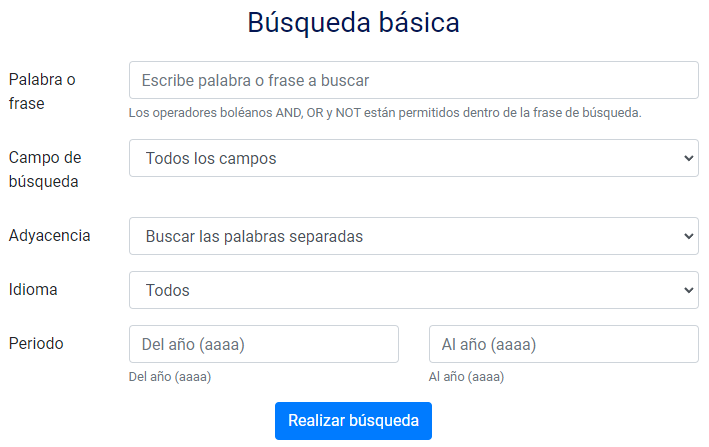 Búsqueda básica
Palabra o
frase
Escribe palabra o frase a buscar
Los operadores boléanos AND, OR y NOT están permitidos dentro de la frase de búsqueda.
Campo de
búsqueda
Todos los campos
Adyacencia
Buscar las palabras separadas
Idioma
Todos
Periodo
Del año (aaaa)
Al año (aaaa)
Del año (aaaa)
Al año (aaaa)
Realizar búsqueda